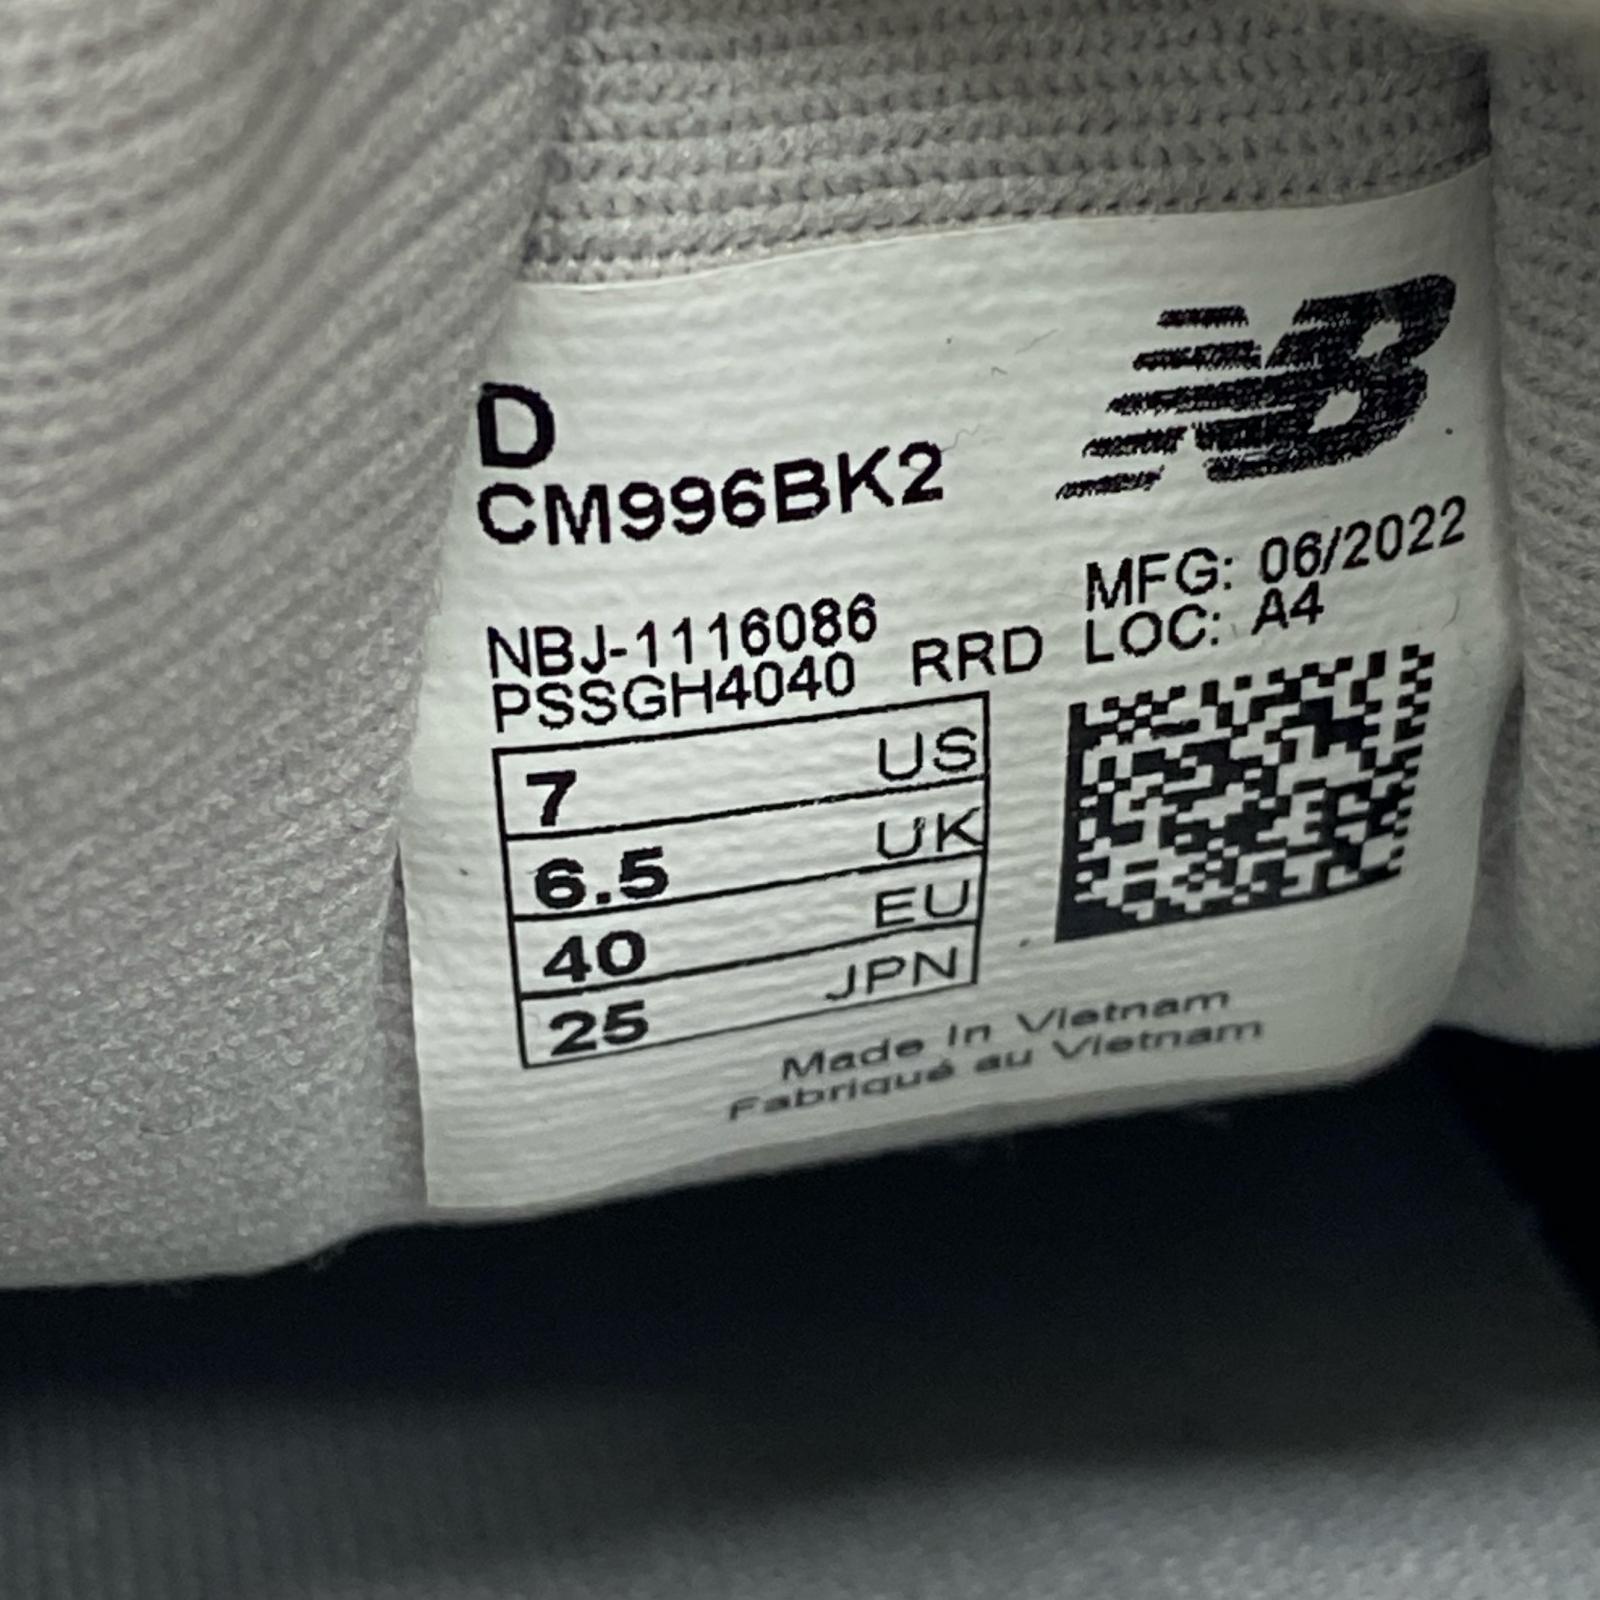 D
CM996BK2
NB
MFG: 06/2022
LOC: A4
NBJ-1116086
PSSGH4040 RRD
7 US
6.5 UK
40 EU
25 JPN
Made In Vietnam
Fabriqué au Vietnam